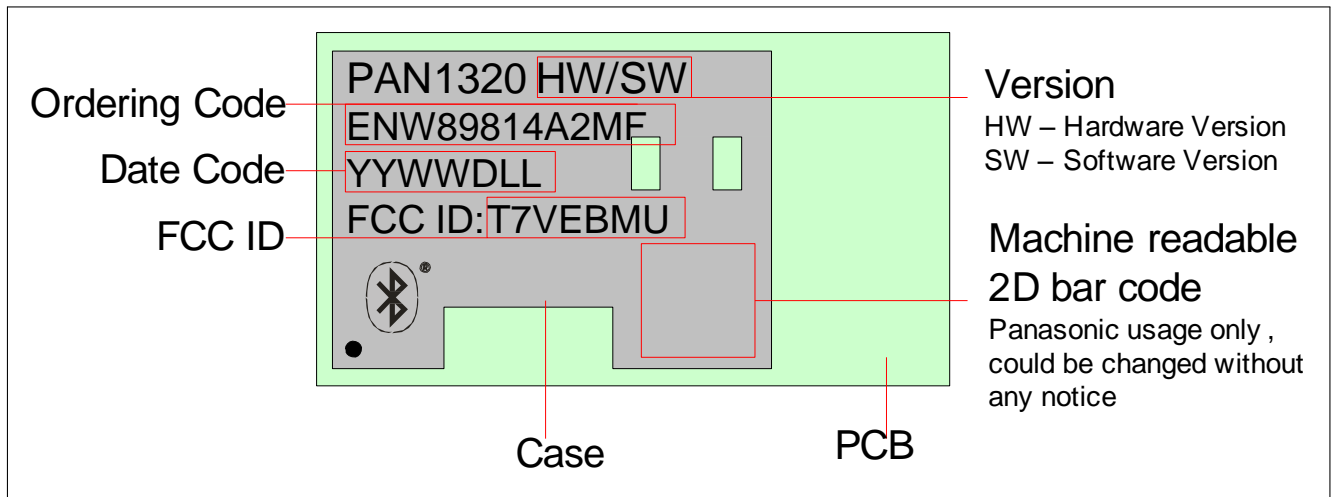 PAN1320 HW/SW
ENW89814A2MF
YYWWDLL
FCC ID:T7VEBMU
®
Ordering Code
Date Code
FCC ID
Version
HW – Hardware Version
SW – Software Version
Machine readable
2D bar code
Panasonic usage only ,
could be changed without
any notice
Case
PCB